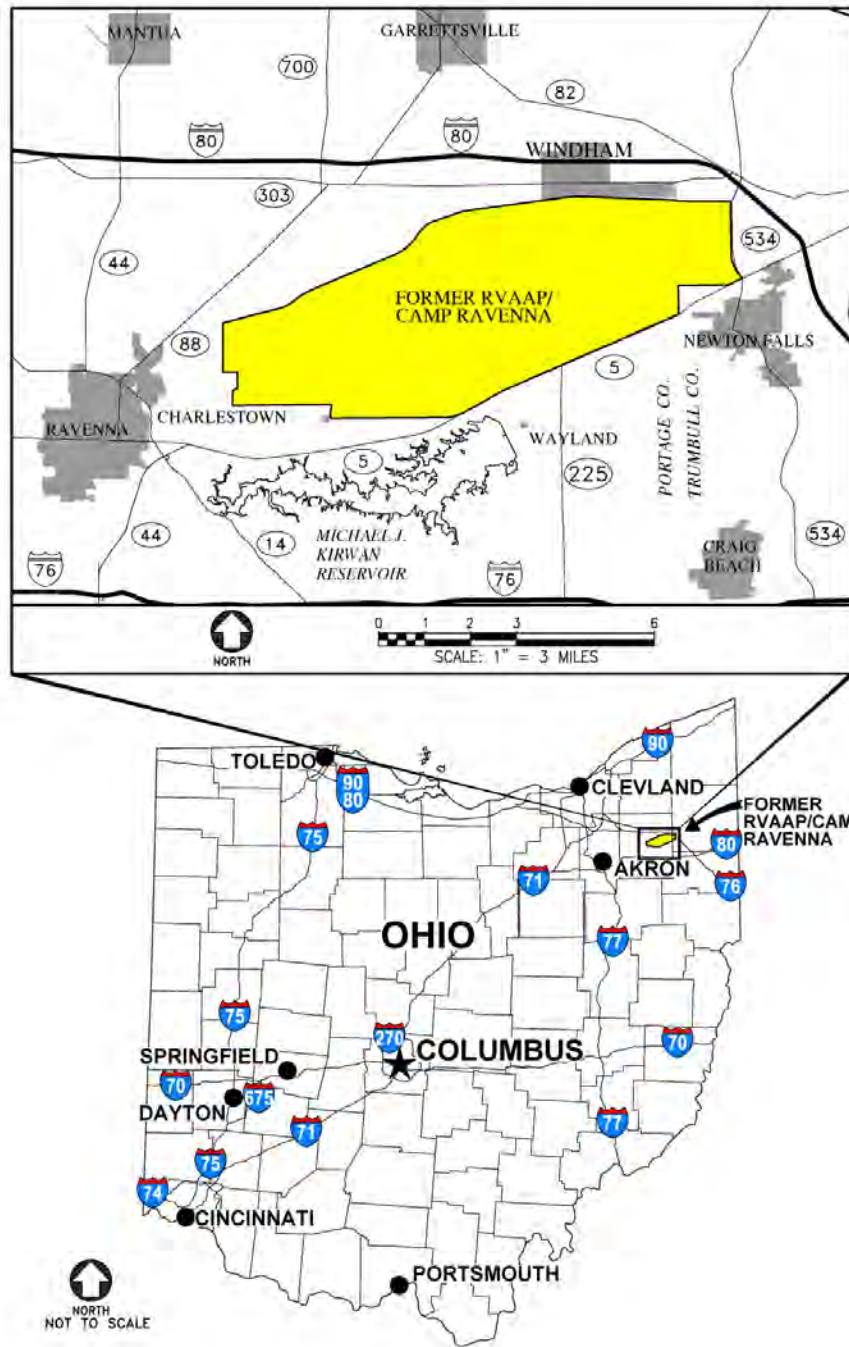 MANTUA
GARRETTSVILLE
700
82
80
80
WINDHAM
303
534
44
FORMER RVAAP/
CAMP RAVENNA
88
NEWTON FALLS
5
CHARLESTOWN
RAVENNA
WAYLAND
PORTAGE CO.
TRUMBULL CO.
5
225
44
14
MICHAEL J.
KIRWAN
RESERVOIR
CRAIG
BEACH
534
76
76
NORTH
0 1 2 3 6
SCALE: 1" = 3 MILES
90
TOLEDO
CLEVLAND
90
80
FORMER
RVAAP/CAM
RAVENNA
75
80
AKRON
71
76
OHIO
77
75
270
COLUMBUS
70
SPRINGFIELD
70
675
DAYTON
71
77
75
74
CINCINNATI
PORTSMOUTH
NORTH
NOT TO SCALE